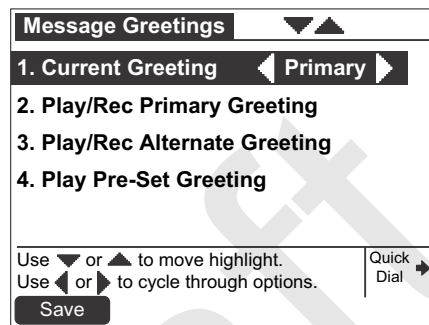 Message Greetings
1. Current Greeting Primary
2. Play/Rec Primary Greeting
3. Play/Rec Alternate Greeting
4. Play Pre-Set Greeting
Use ▼ or ▲ to move highlight.
Use ◀ or ▶ to cycle through options.
Quick
Dial
Save